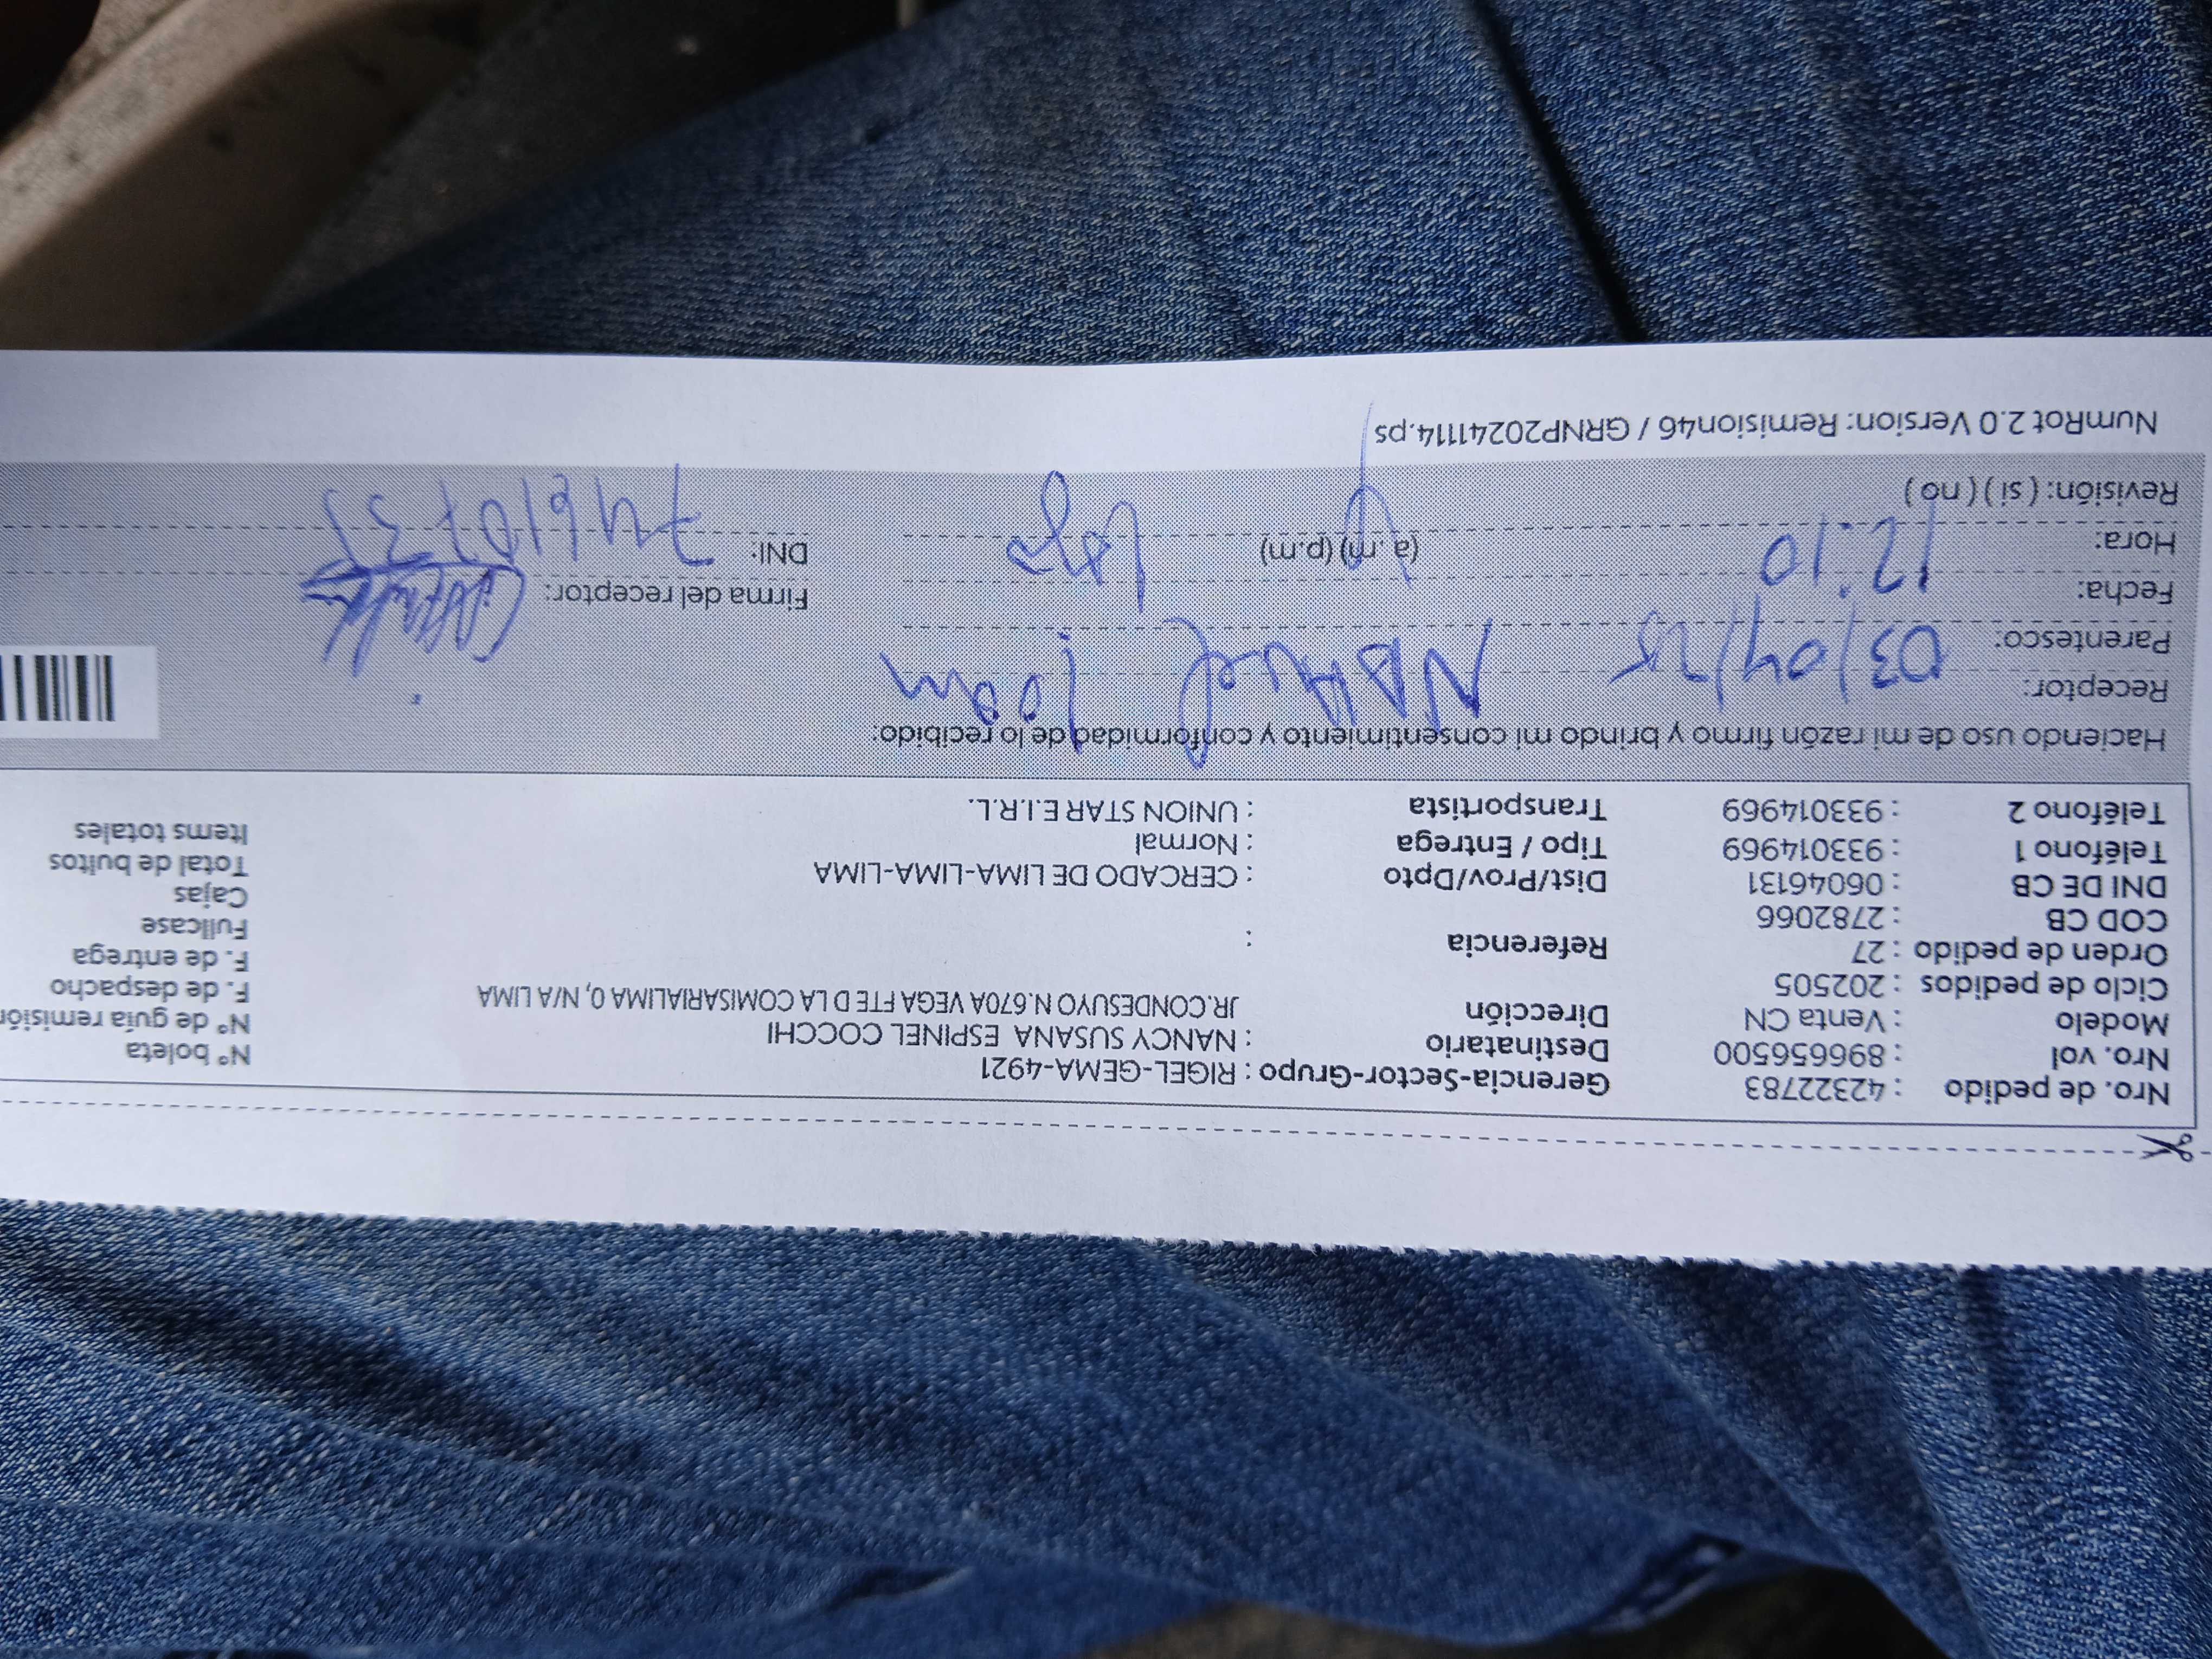 Nro. de pedido : 42322783 Gerencia-Sector-Grupo : RIGEL-GEMA-4921
Nro. vol : 896656500 Destinatario : NANCY SUSANA ESPINEL COCCHI N° boleta
Modelo : Venta CN Dirección JR.CONDESUYO N.670A VEGA FTE D LA COMISARIALIMA 0, N/A LIMA N° de guía remisión
Ciclo de pedidos : 202505 F. de despacho
Orden de pedido : 27 Referencia : F. de entrega
COD CB : 2782066 Fullcase
DNI DE CB : 06046131 Dist/Prov/Dpto : CERCADO DE LIMA-LIMA-LIMA Cajas
Teléfono 1 : 933014969 Tipo / Entrega : Normal Total de bultos
Teléfono 2 : 933014969 Transportista : UNION STAR E.I.R.L. Items totales
Haciendo uso de mi razón firmo y brindo mi consentimiento y conformidad de lo recibido:
Receptor:
Parentesco: 03/04/25
Fecha: Firma del receptor:
Hora: 12:10 (a.m) (p.m) DNI:
Revisión: ( si ) ( no )
NumRot 2.0 Version: Remision46 / GRNP20241114.ps